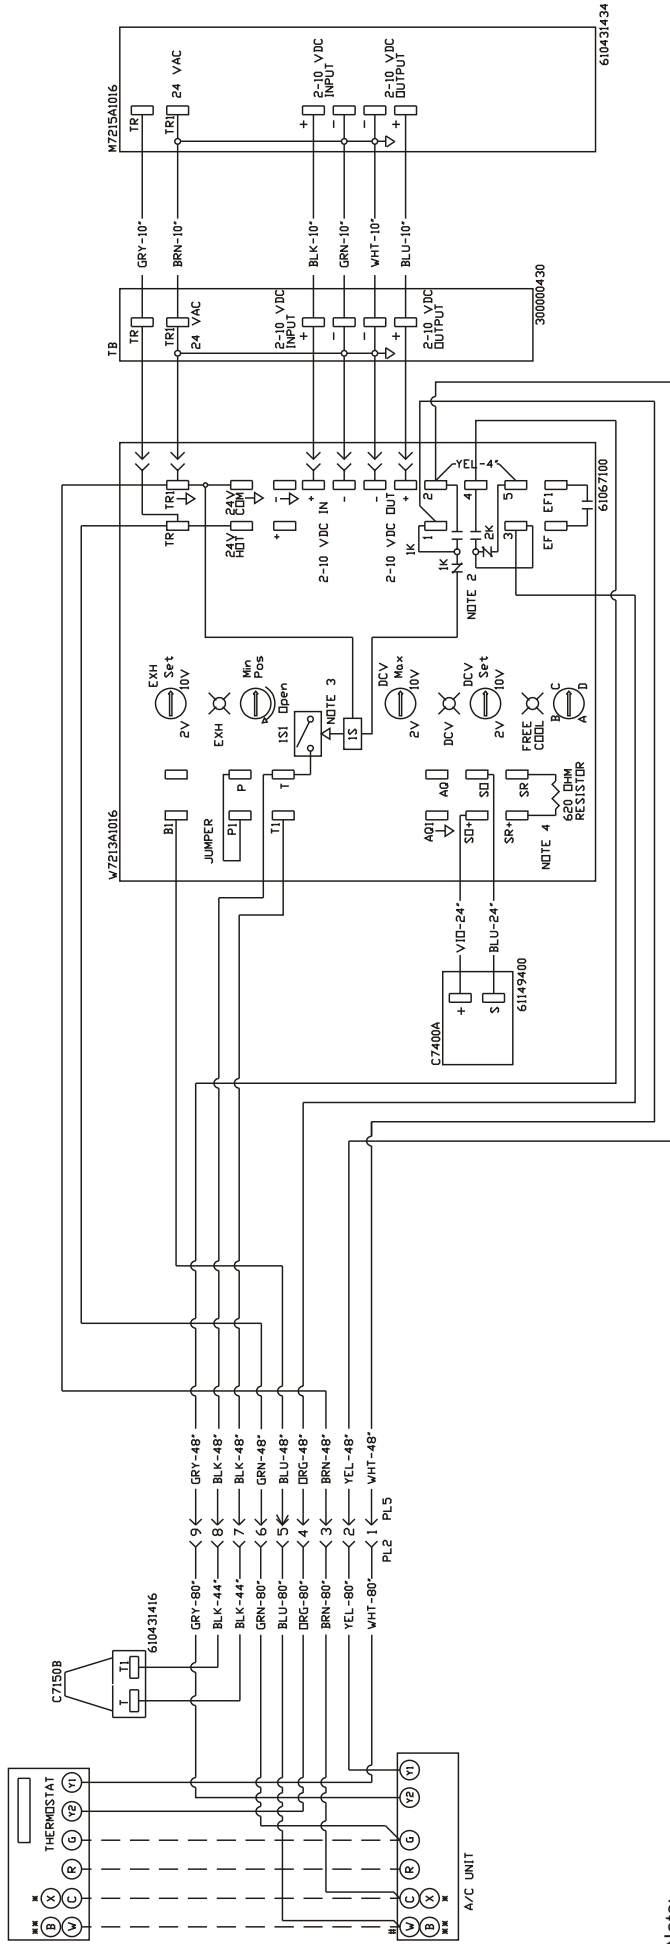 M7215A1016
TR
TR1
24 VAC
+
2-10 VDC
INPUT
-
-
+
2-10 VDC
OUTPUT
610431434
GRY-10"
BRN-10"
BLK-10"
GRN-10"
WHT-10"
BLU-10"
TB
TR
TR1
24 VAC
2-10 VDC
INPUT
+
-
-
+
2-10 VDC
OUTPUT
300000430
TR1
TR
24V
COM
24V
HOT
-
+
+
2-10 VDC IN
-
-
2-10 VDC OUT
+
2
1
1K
1K
YEL-4"
4
5
2K
3
NOTE 2
EF1
EF
61067100
EXH
Set
2V
10V
EXH
Min
Pos
Open
1S1
NOTE 3
1S
DCV
Max
2V
10V
DCV
DCV
Set
2V
10V
FREE
COOL
B
C
A
D
W7213A1016
B1
JUMPER
P1
P
T1
T
AQ1
AQ
SO+
SO
SR+
SR
NOTE 4
620 OHM
RESISTOR
VIO-24"
BLU-24"
C7400A
+
S
61149400
GRY-48"
BLK-48"
BLK-48"
GRN-48"
BLU-48"
ORG-48"
BRN-48"
YEL-48"
WHT-48"
PL5
9
8
7
6
5
4
3
2
1
PL2
GRY-80"
BLK-44"
BLK-44"
GRN-80"
BLU-80"
ORG-80"
BRN-80"
YEL-80"
WHT-80"
C7150B
T
T1
610431416
THERMOSTAT
Y1
Y2
G
R
*
X
C
**
B
W
Y1
Y2
G
R
C
X
*
#
W
B
**
A/C UNIT
Note: